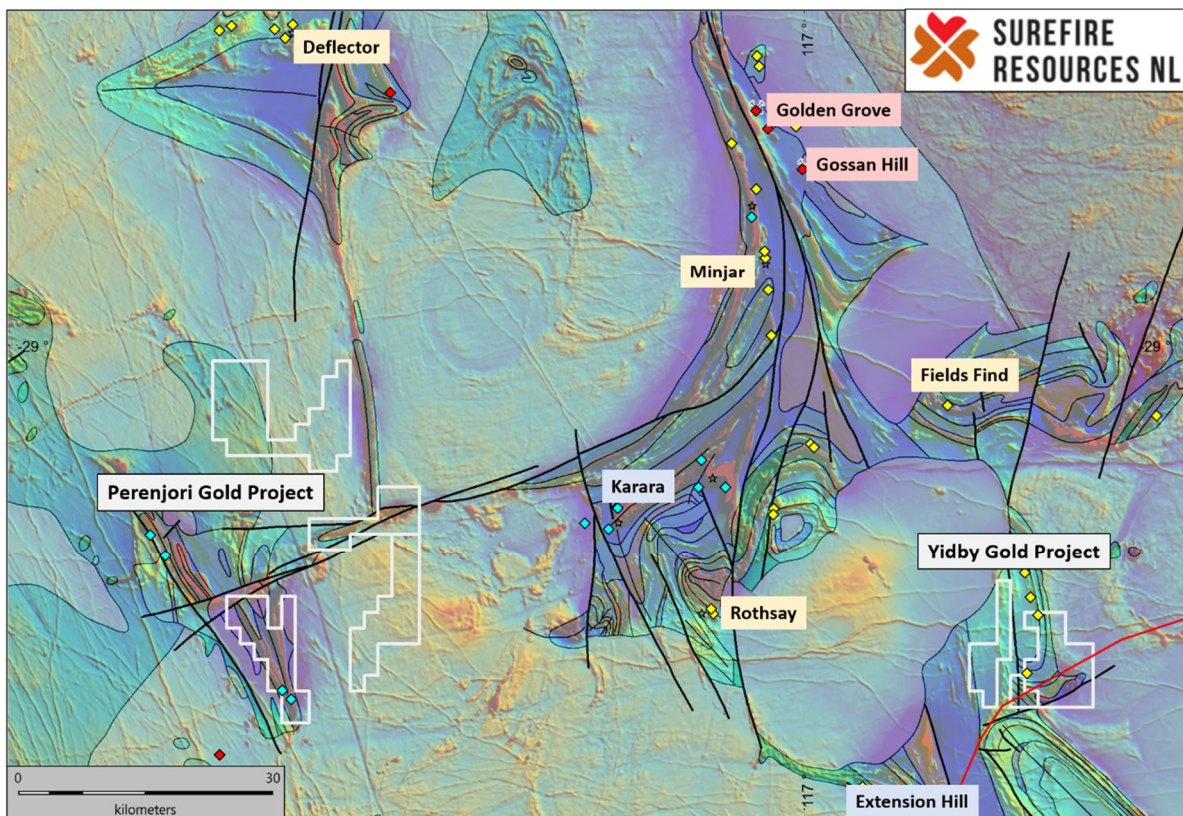 SUREFIRE
RESOURCES NL
Deflector
117 °
Golden Grove
Gossan Hill
Minjar
-29 °
-29 °
Fields Find
Perenjori Gold Project
Karara
Yidby Gold Project
Rothsay
0 30
kilometers
117 °
Extension Hill